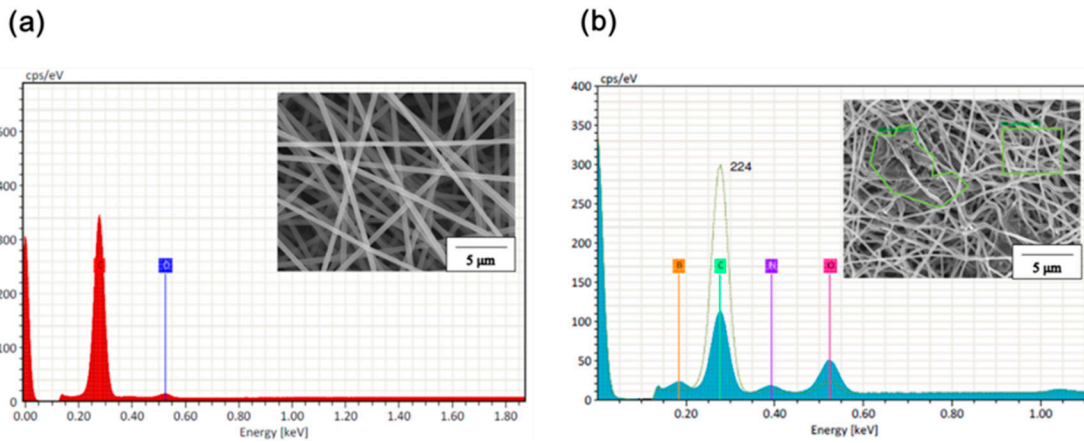 (a)
(b)
cps/eV
500
400
300
200
100
0
O
5 μm
0.00 0.20 0.40 0.60 0.80 1.00 1.20 1.40 1.60 1.80
Energy [keV]
cps/eV
400
350
300
250
200
150
100
50
0
224
B
C
N
O
5 μm
0.20 0.40 0.60 0.80 1.00
Energy [keV]